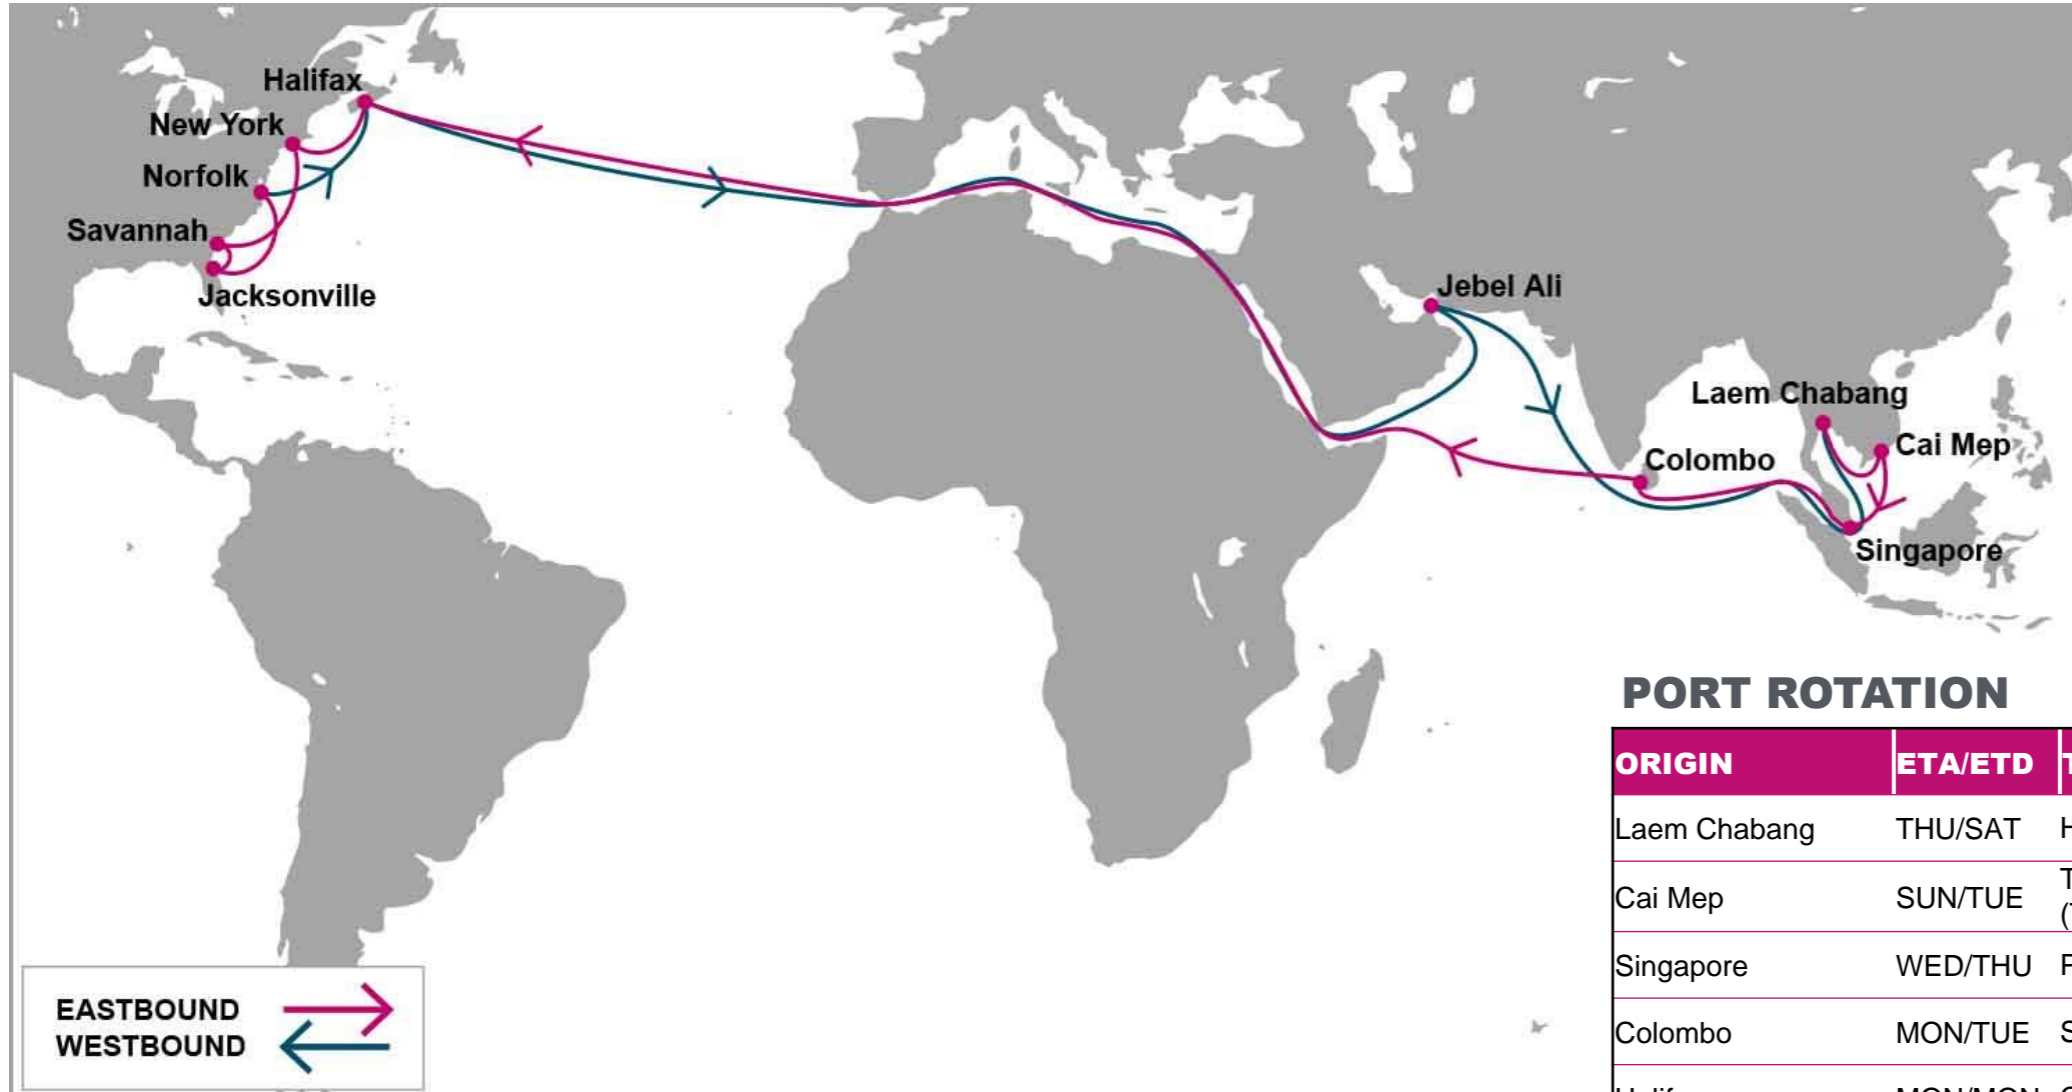 Halifax
New York
Norfolk
Savannah
Jacksonville
Jebel Ali
Laem Chabang
Cai Mep
Colombo
Singapore
EASTBOUND
WESTBOUND
PORT ROTATION
ORIGIN ETA/ETD
Laem Chabang THU/SAT
Cai Mep SUN/TUE
Singapore WED/THU
Colombo MON/TUE